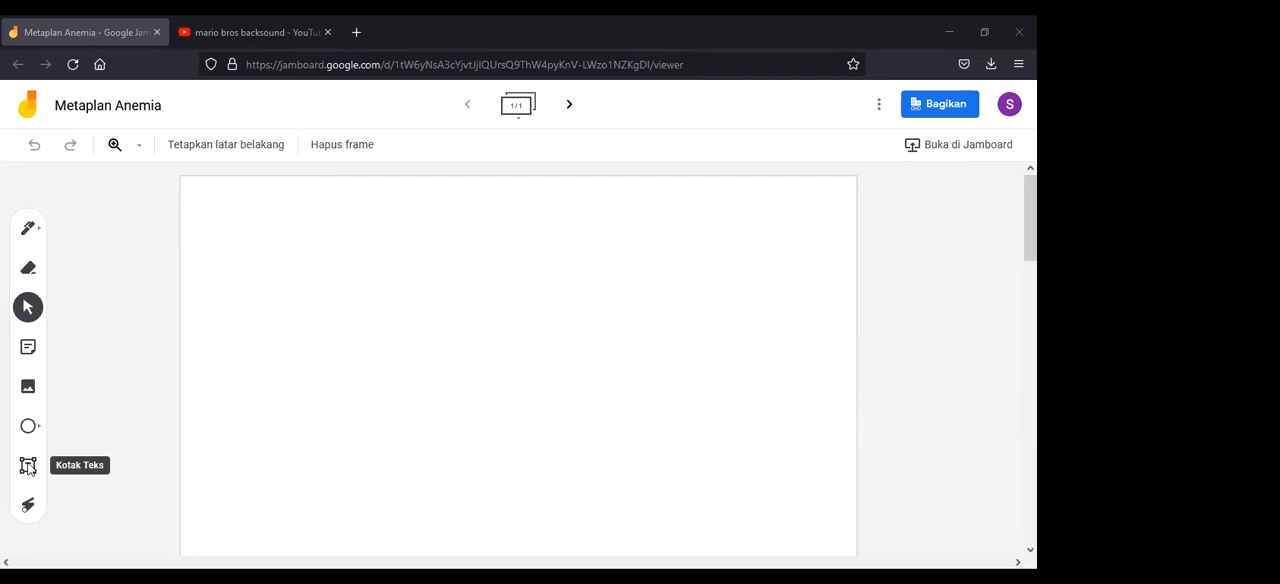 Metaplan Anemia - Google Jam
mario bros backsound - YouTu
https://jamboard.google.com/d/1tW6yNsA3cYjvtJjIQUrsQ9ThW4pyKnV-LWzo1NZKgDI/viewer
Metaplan Anemia
1/1
Bagikan
S
Tetapkan latar belakang
Hapus frame
Buka di Jamboard
Kotak Teks